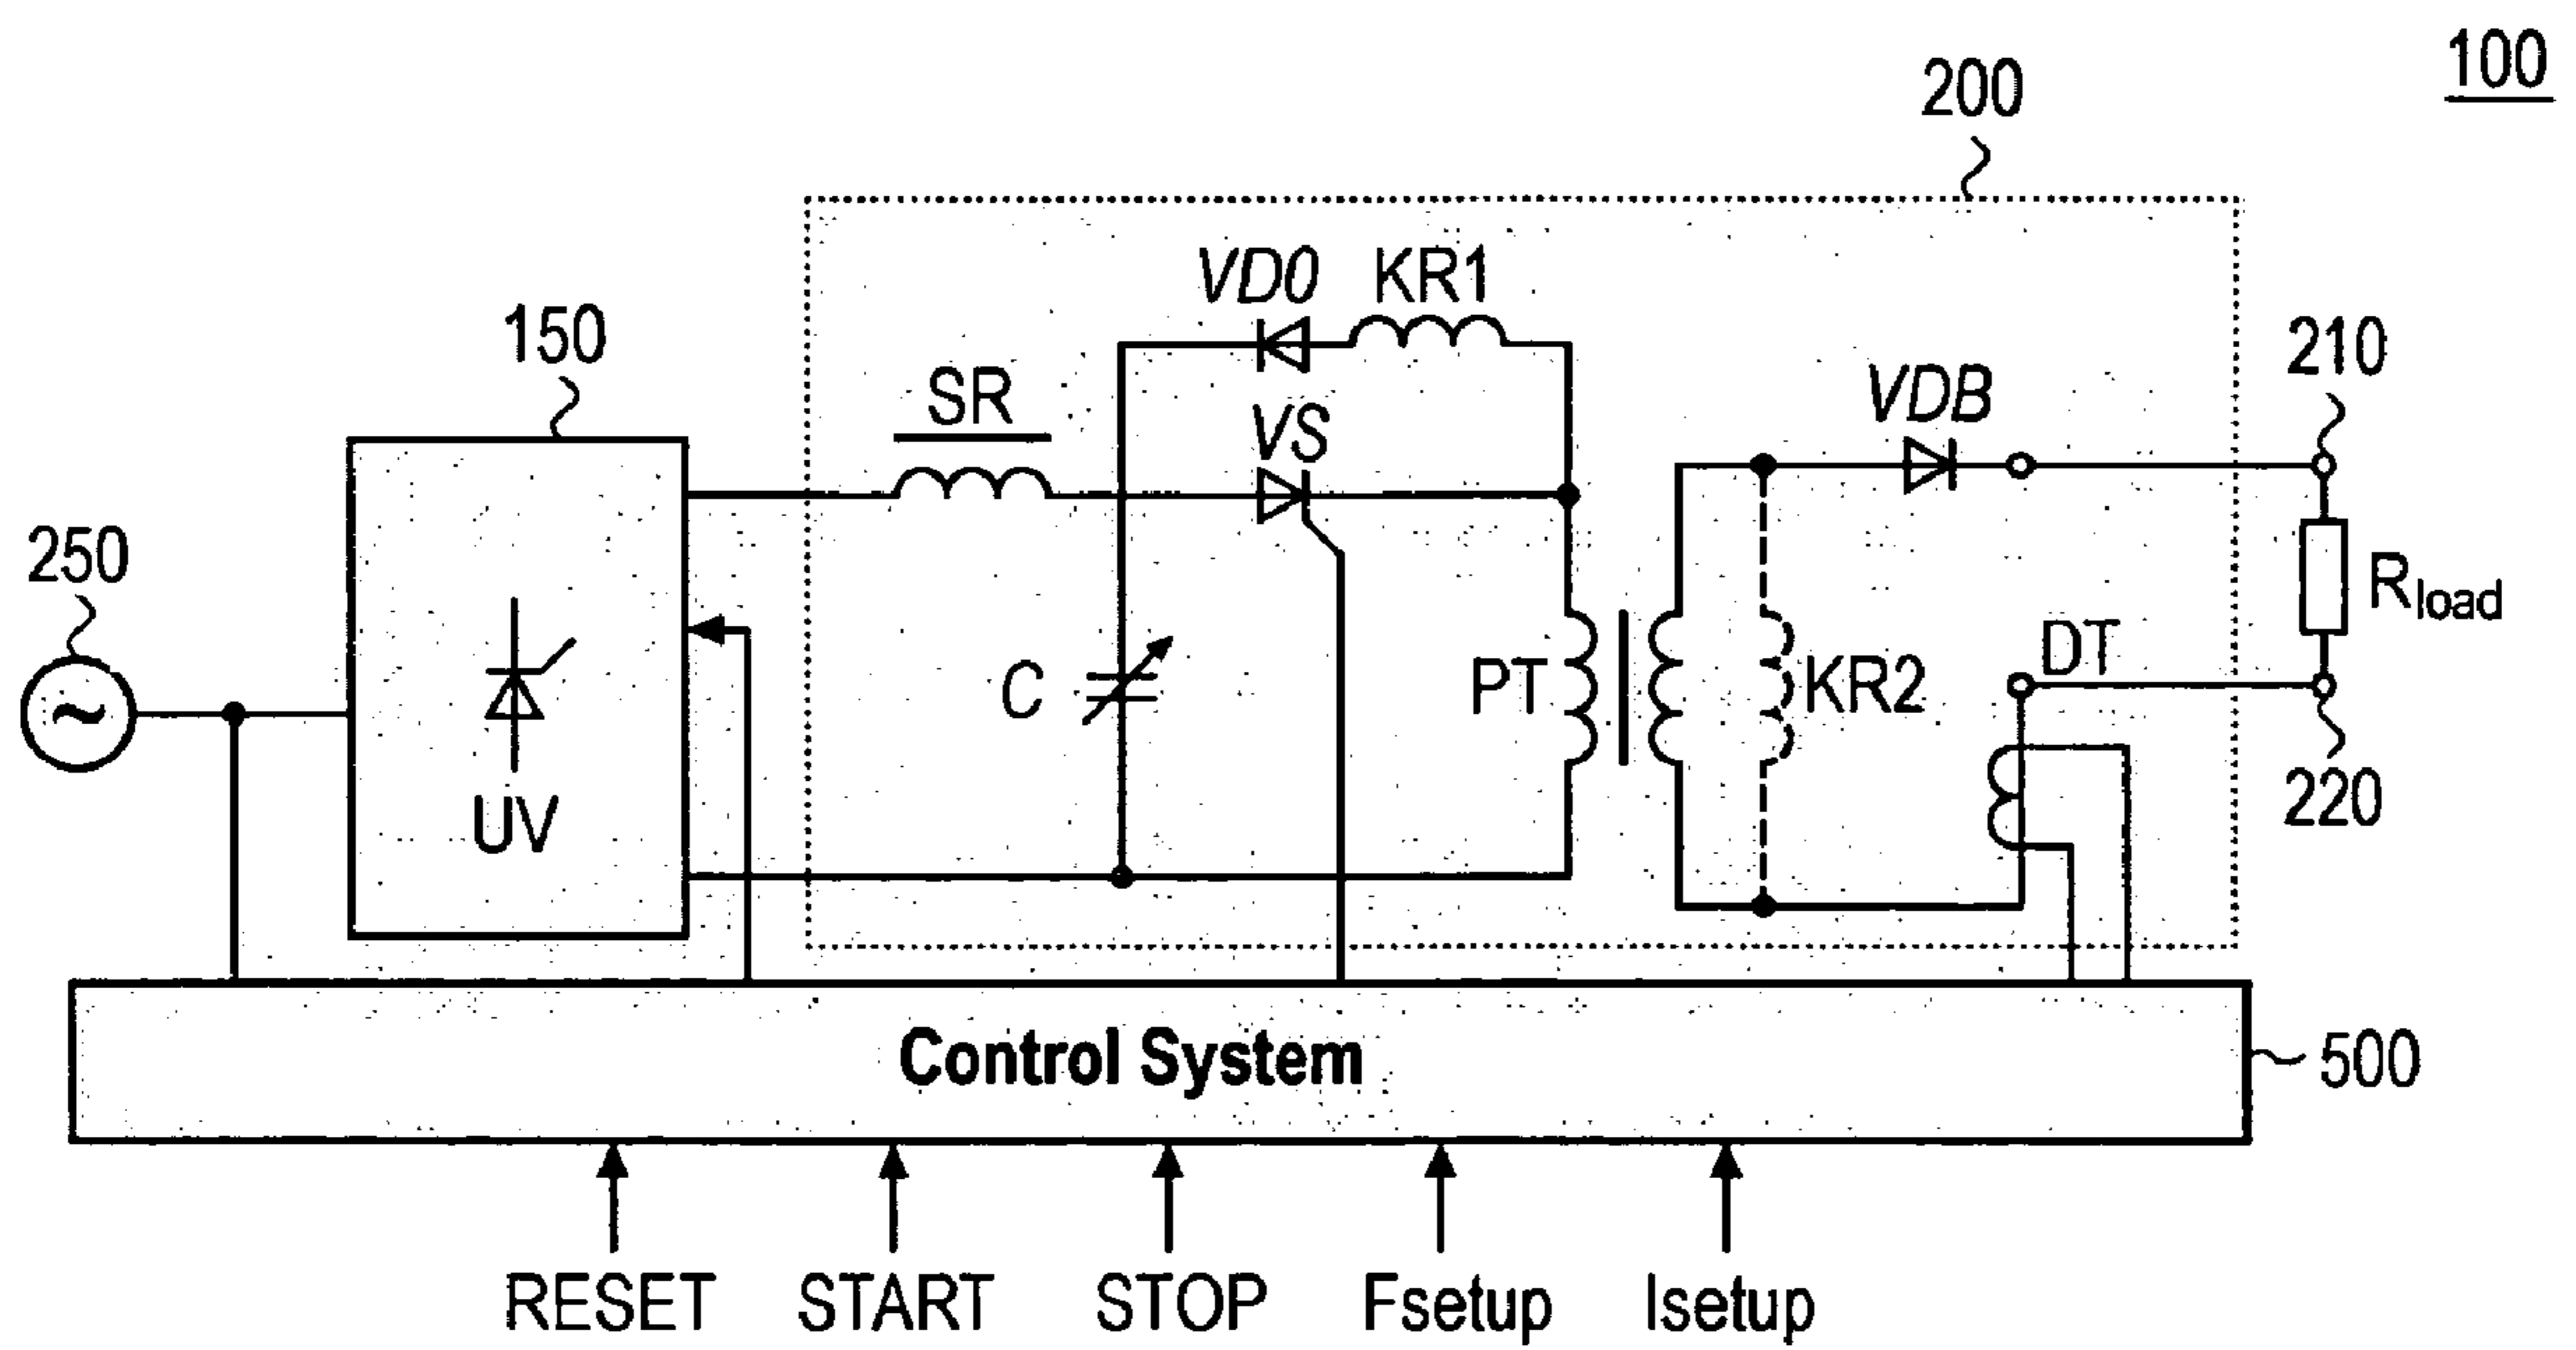 100
200
VD0 KR1
150
210
SR
VDB
VS
250
Rload
DT
C
PT
KR2
UV
220
Control System
500
RESET START STOP Fsetup Isetup